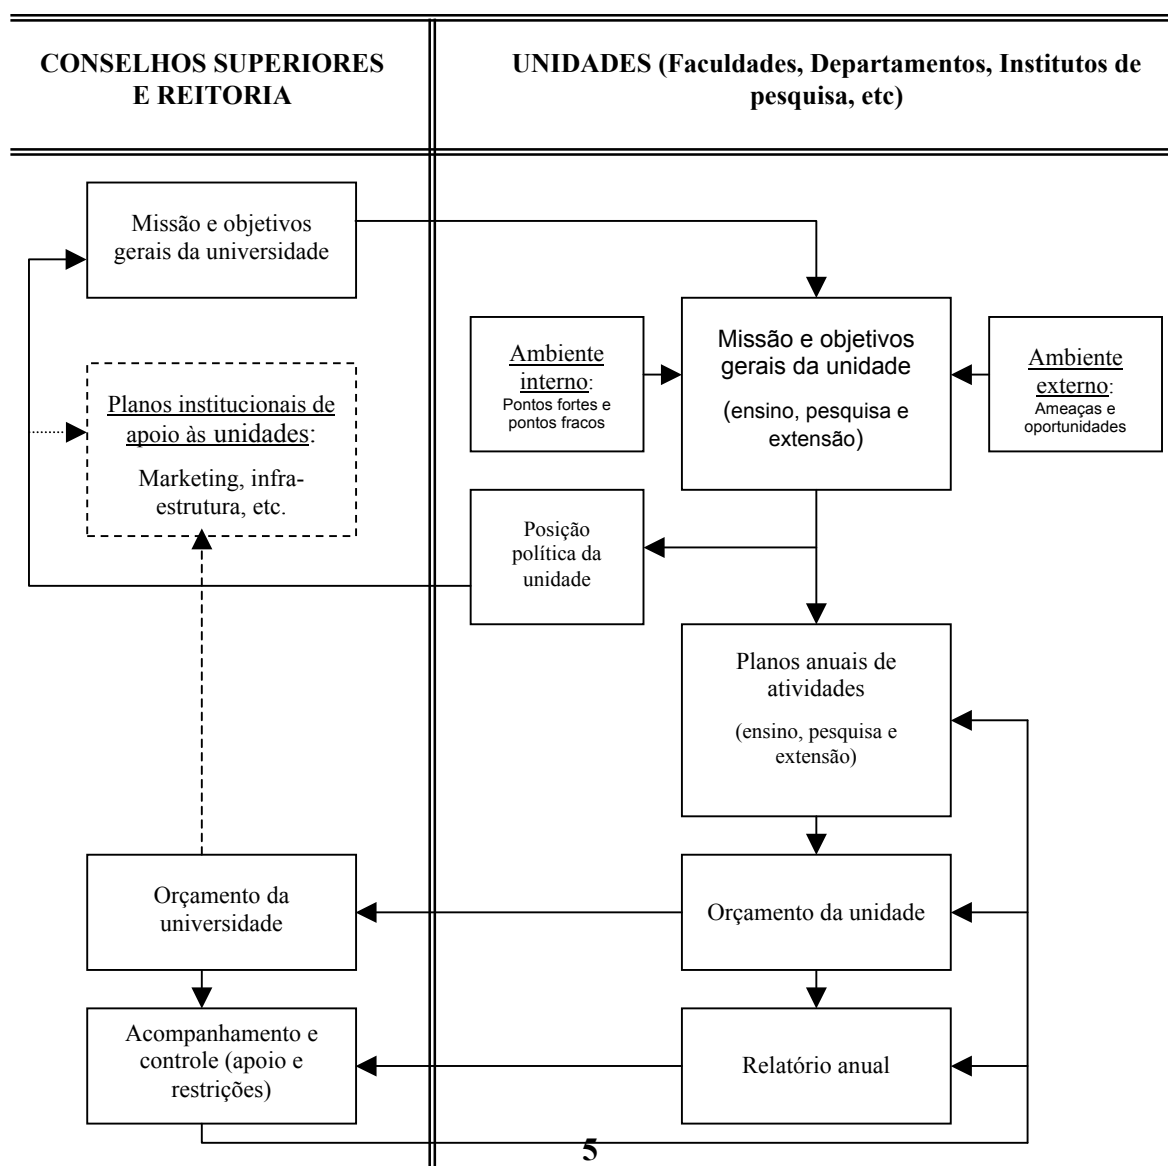 CONSELHOS SUPERIORES
E REITORIA
UNIDADES (Faculdades, Departamentos, Institutos de
pesquisa, etc)
Missão e objetivos
gerais da universidade
Ambiente
interno:
Pontos fortes e
pontos fracos
Missão e objetivos
gerais da unidade
(ensino, pesquisa e
extensão)
Ambiente
externo:
Ameaças e
oportunidades
Planos institucionais de
apoio às unidades:
Marketing, infra-
estrutura, etc.
Posição
política da
unidade
Planos anuais de
atividades
(ensino, pesquisa e
extensão)
Orçamento da
universidade
Orçamento da unidade
Acompanhamento e
controle (apoio e
restrições)
Relatório anual
5